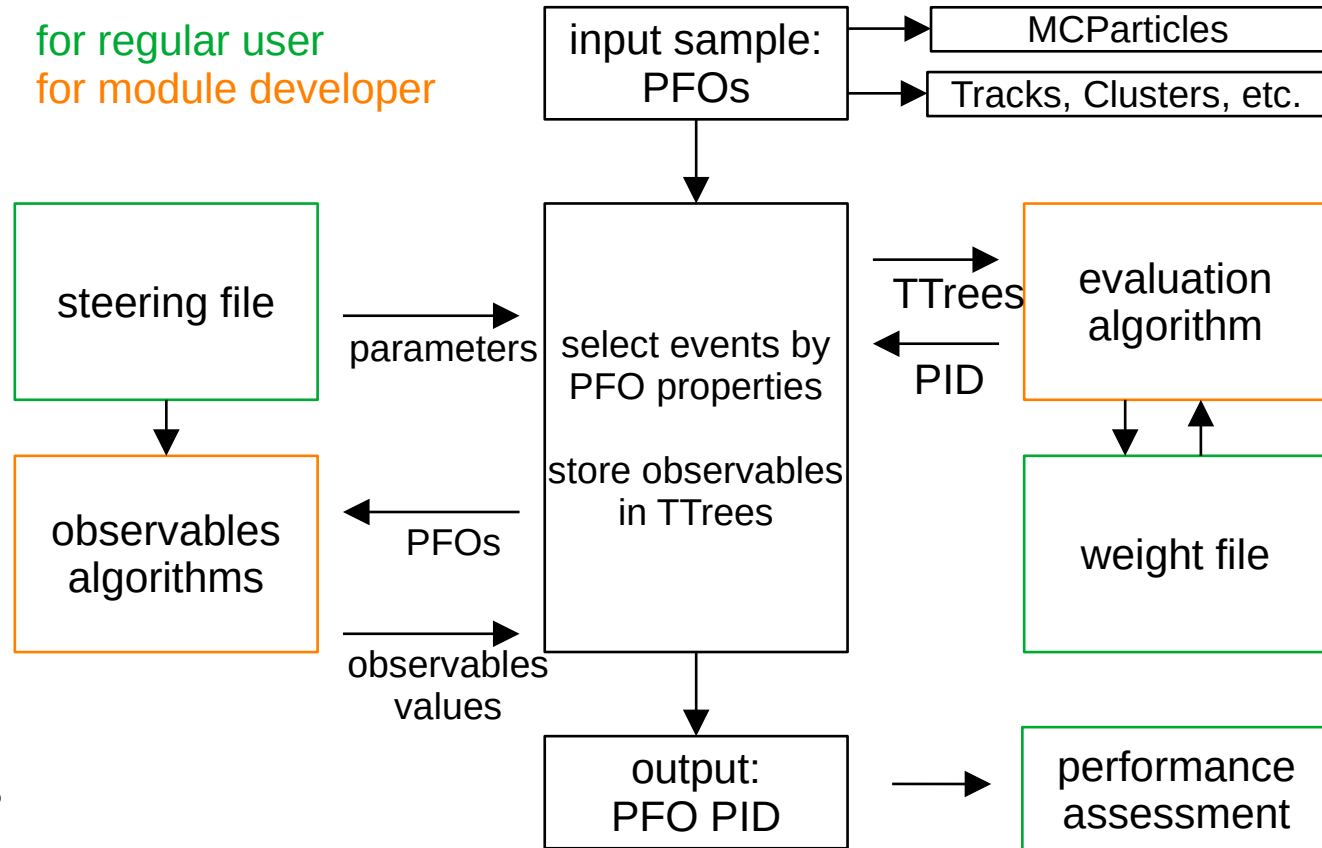 for regular user
for module developer
input sample:
PFOs
MCParticles
Tracks, Clusters, etc.
steering file
parameters
select events by
PFO properties
store observables
in TTrees
TTrees
PID
evaluation
algorithm
observables
algorithms
PFOs
observables
values
weight file
output:
PFO PID
performance
assessment